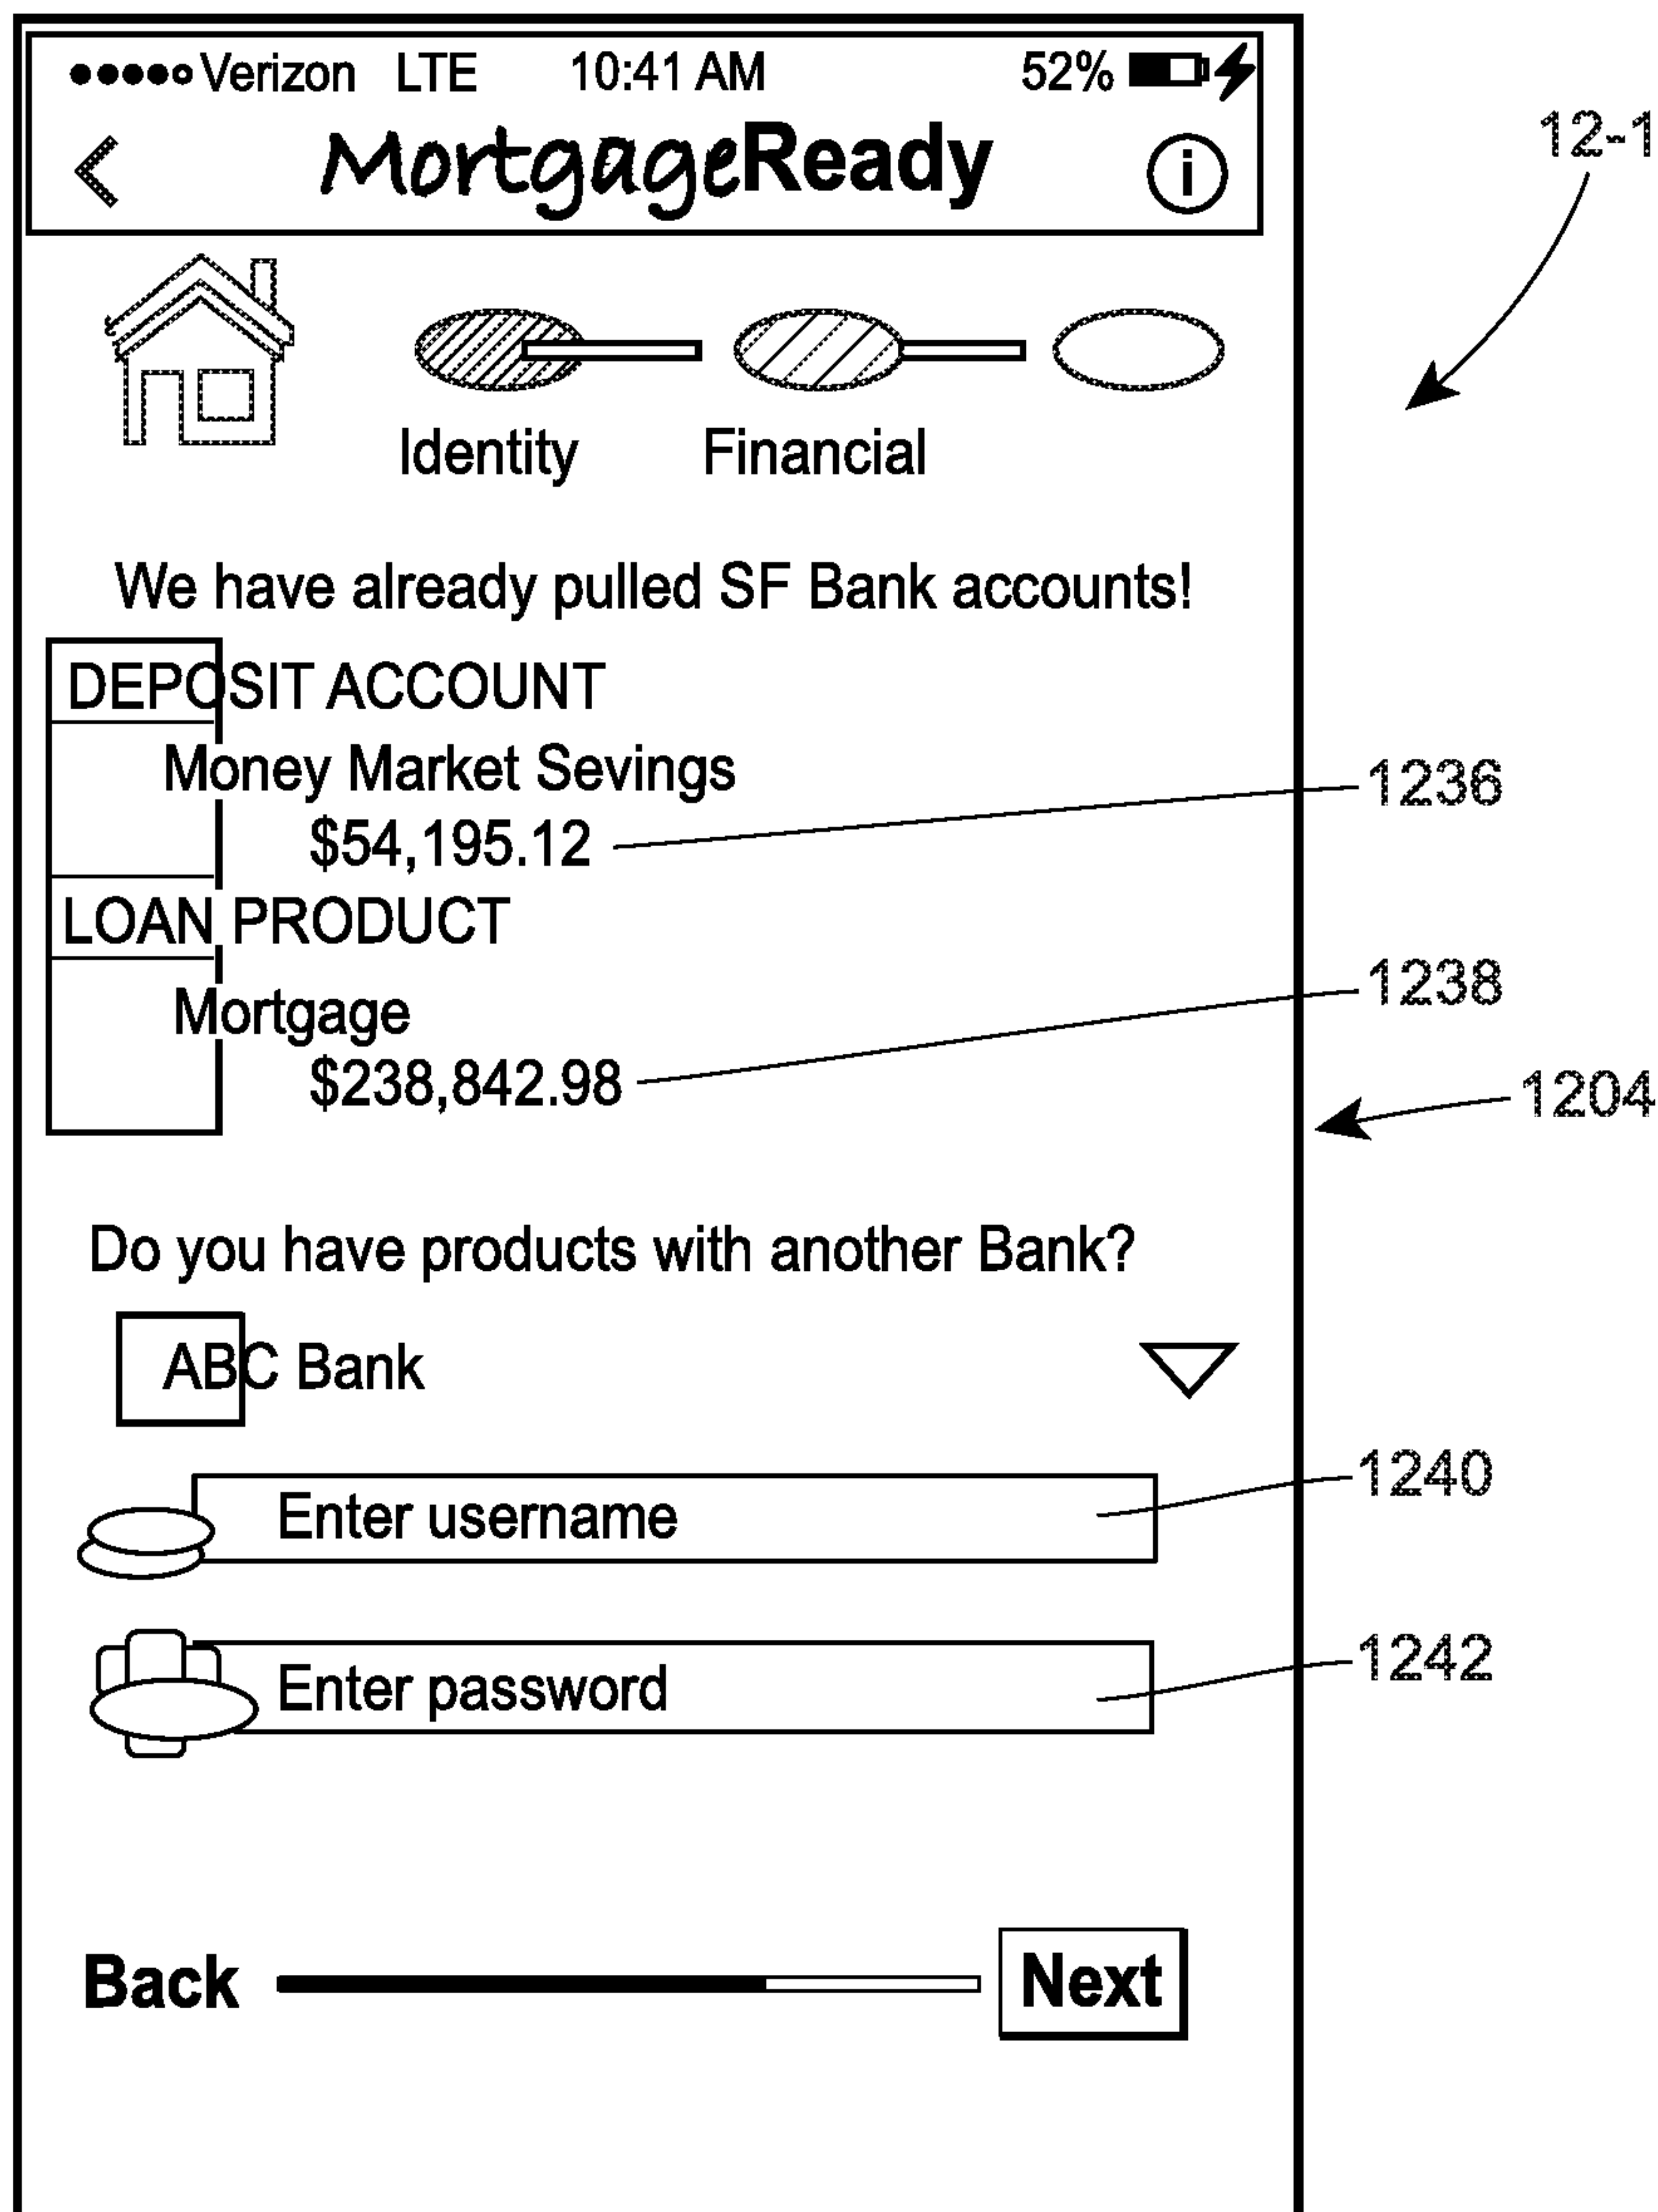 Verizon LTE 10:41 AM 52%
MortgageReady
i
12-1
Identity Financial
We have already pulled SF Bank accounts!
DEPOSIT ACCOUNT
Money Market Sevings
1236
$54,195.12
LOAN PRODUCT
1238
Mortgage
$238,842.98
1204
Do you have products with another Bank?
ABC Bank
1240
Enter username
1242
Enter password
Back Next